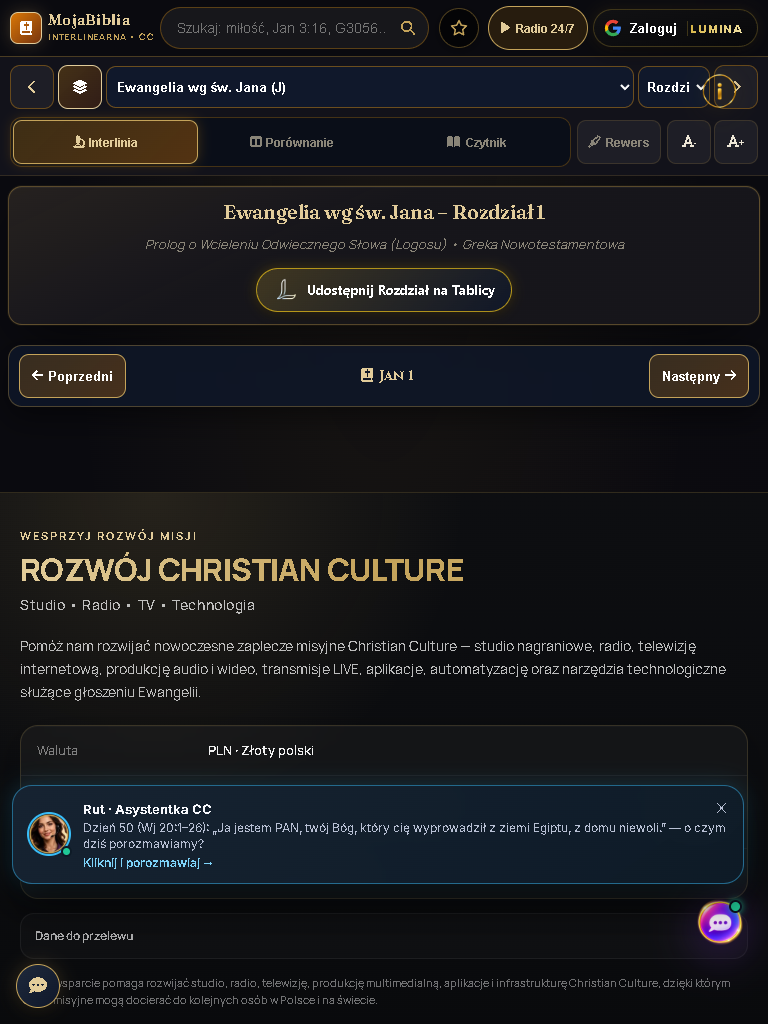 MojaBiblia
INTERLINEARNA • CC
Szukaj: miłość, Jan 3:16, G3056..
Radio 24/7
Zaloguj
LUMINA
Ewangelia wg św. Jana (J)
Rozdzi
Interlinia
Porównanie
Czytnik
Rewers
A-
A+
Ewangelia wg św. Jana – Rozdział 1
Prolog o Wcieleniu Odwiecznego Słowa (Logosu) • Greka Nowotestamentowa
Udostępnij Rozdział na Tablicy
← Poprzedni
JAN 1
Następny →
WESPRZYJ ROZWÓJ MISJI
ROZWÓJ CHRISTIAN CULTURE
Studio • Radio • TV • Technologia
Pomóż nam rozwijać nowoczesne zaplecze misyjne Christian Culture — studio nagraniowe, radio, telewizję
internetową, produkcję audio i wideo, transmisje LIVE, aplikacje, automatyzację oraz narzędzia technologiczne
służące głoszeniu Ewangelii.
Waluta
PLN · Złoty polski
Rut · Asystentka CC
Dzień 50 (Wj 20:1–26): „Ja jestem PAN, twój Bóg, który cię wyprowadził z ziemi Egiptu, z domu niewoli.” — o czym
dziś porozmawiamy?
Kliknij i porozmawiaj →
Dane do przelewu
wsparcie pomaga rozwijać studio, radio, telewizję, produkcję multimedialną, aplikacje i infrastrukturę Christian Culture, dzięki którym
misyjne mogą docierać do kolejnych osób w Polsce i na świecie.